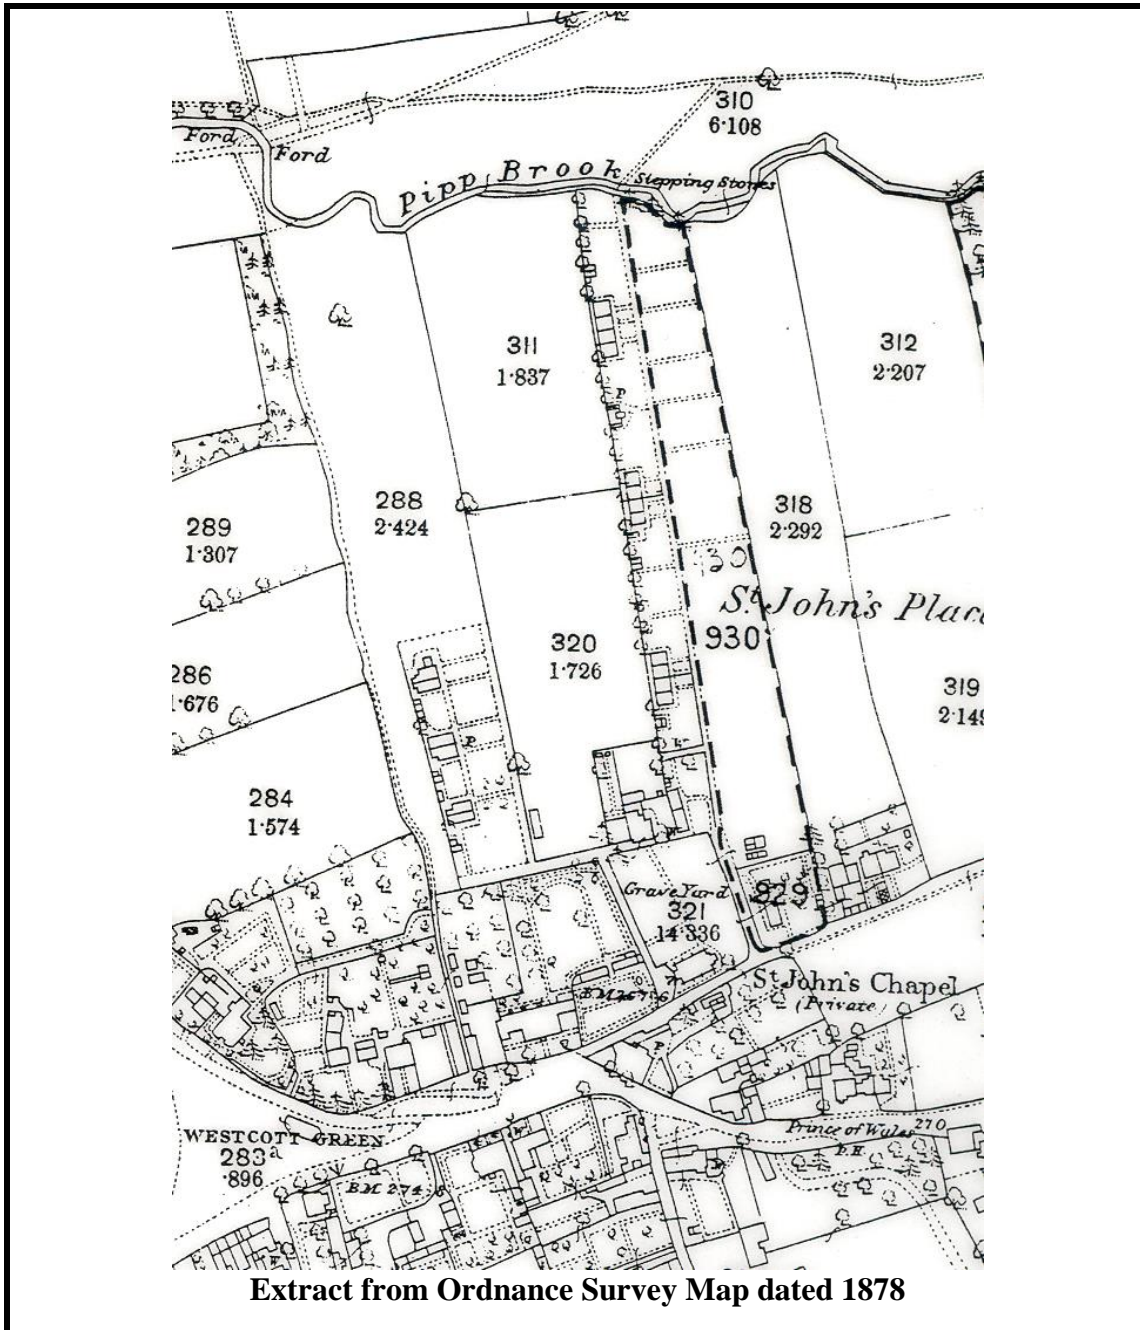 310
6·108
Ford
Ford
Pipp Brook
Stepping Stones
311
1·837
312
2·207
288
2·424
289
1·307
318
2·292
30
St John's Plac
930
320
1·726
286
1·676
319
2·149
284
1·574
P
P
Grave Yard
321
14·336
929
St John's Chapel
(Private)
P
WESTCOTT GREEN
283a
·896
B.M. 274·8
Prince of Wales
P.H.
270
Extract from Ordnance Survey Map dated 1878